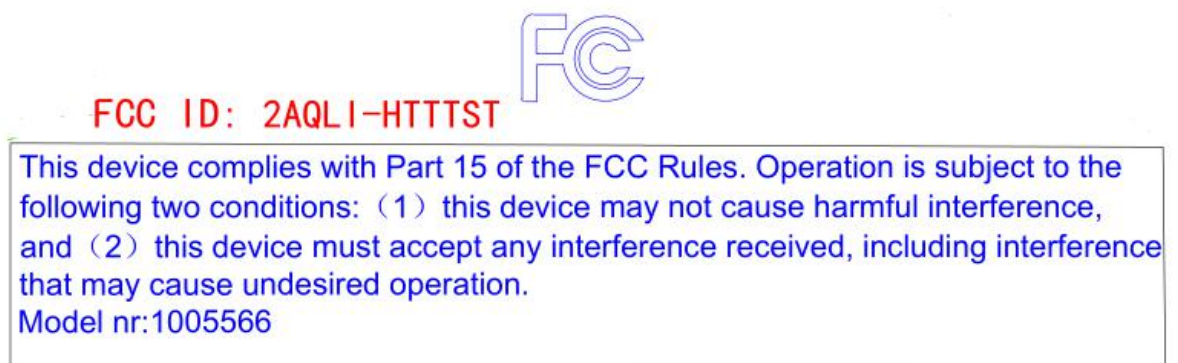 FC
FCC ID: 2AQLI-HTTTST
This device complies with Part 15 of the FCC Rules. Operation is subject to the
following two conditions:（1）this device may not cause harmful interference,
and（2）this device must accept any interference received, including interference
that may cause undesired operation.
Model nr:1005566